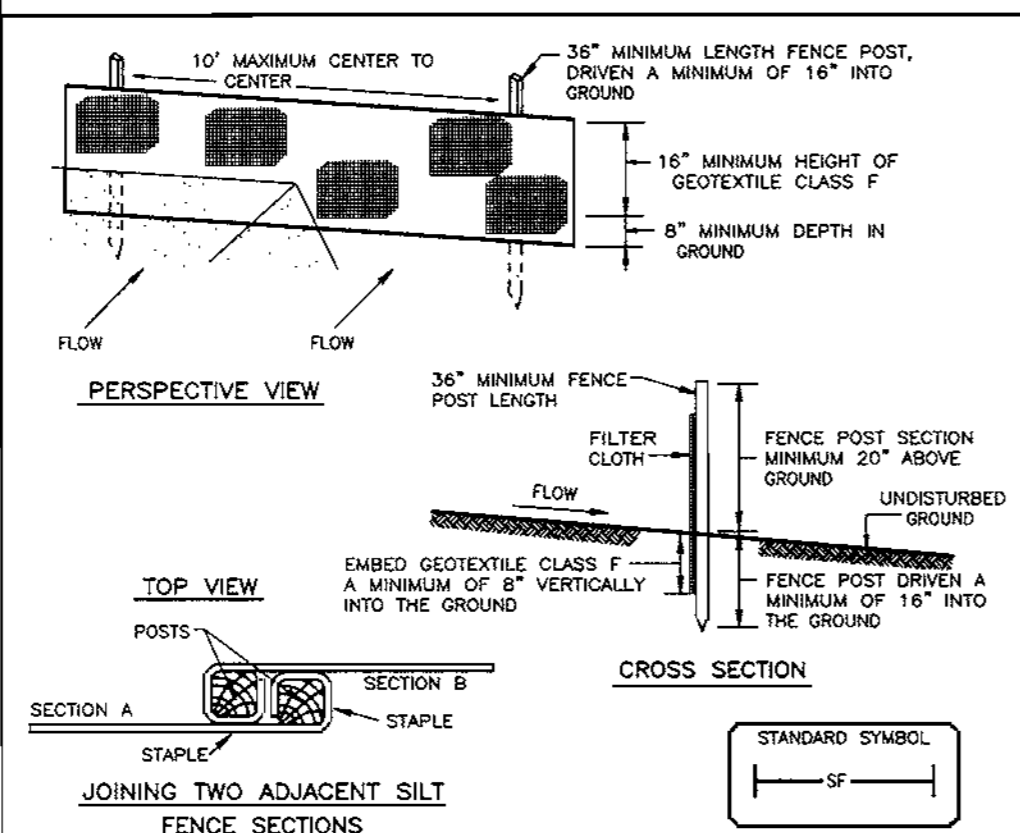 10' MAXIMUM CENTER TO
CENTER
36" MINIMUM LENGTH FENCE POST,
DRIVEN A MINIMUM OF 16" INTO
GROUND
16" MINIMUM HEIGHT OF
GEOTEXTILE CLASS F
8" MINIMUM DEPTH IN
GROUND
FLOW
FLOW
PERSPECTIVE VIEW
36" MINIMUM FENCE
POST LENGTH
FILTER
CLOTH
FENCE POST SECTION
MINIMUM 20" ABOVE
GROUND
FLOW
UNDISTURBED
GROUND
EMBED GEOTEXTILE CLASS F
A MINIMUM OF 8" VERTICALLY
INTO THE GROUND
FENCE POST DRIVEN A
MINIMUM OF 16" INTO
THE GROUND
CROSS SECTION
TOP VIEW
POSTS
SECTION B
SECTION A
STAPLE
STAPLE
JOINING TWO ADJACENT SILT
FENCE SECTIONS
STANDARD SYMBOL
SF